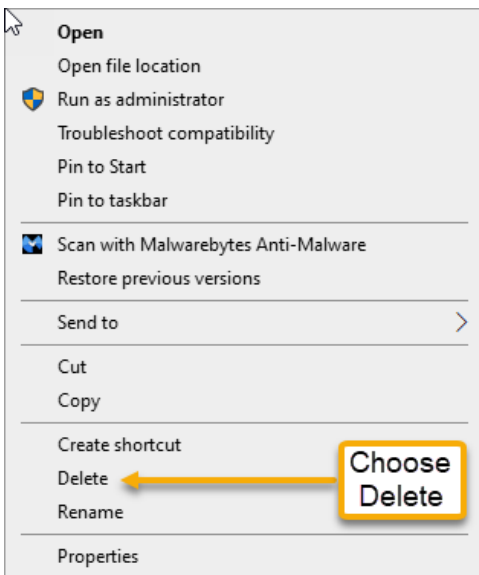 Open
Open file location
Run as administrator
Troubleshoot compatibility
Pin to Start
Pin to taskbar
Scan with Malwarebytes Anti-Malware
Restore previous versions
Send to
Cut
Copy
Create shortcut
Delete
Rename
Properties
Choose
Delete